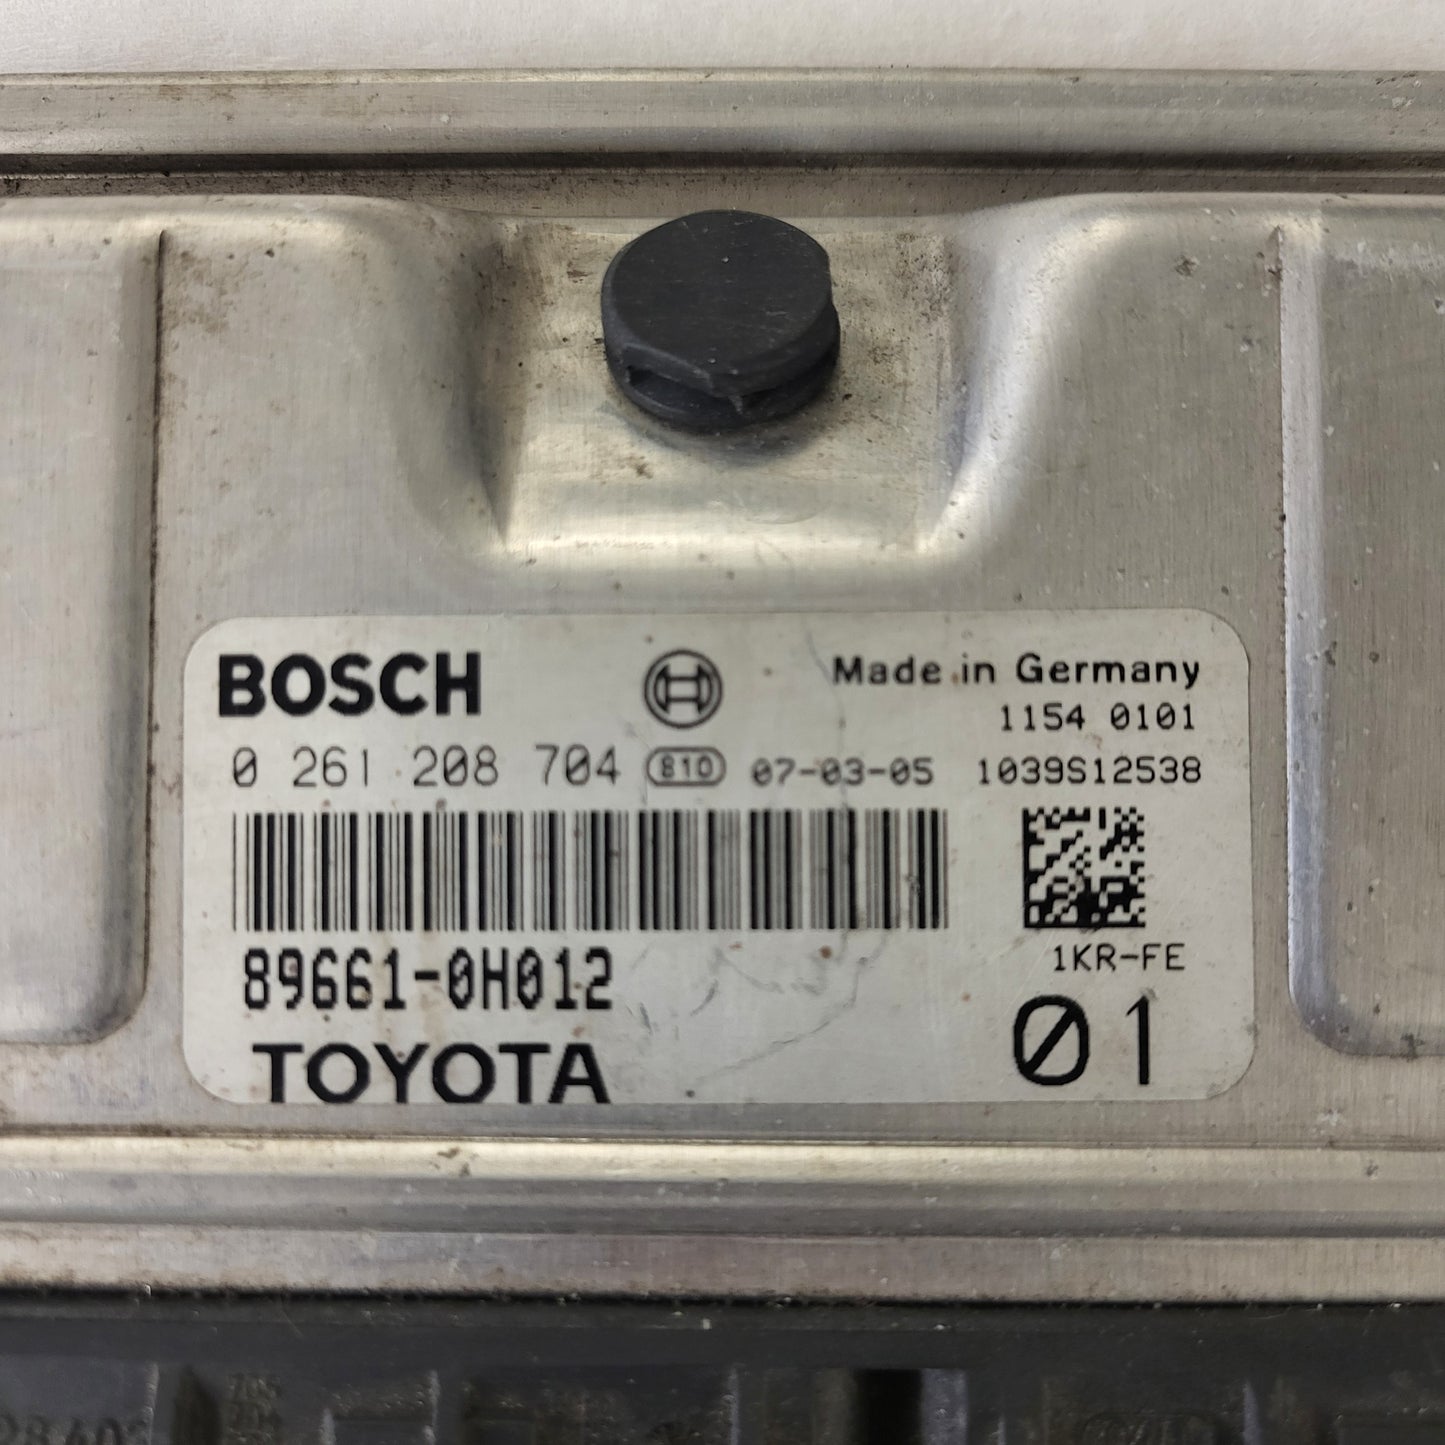 BOSCH Made in Germany
1154 0101
0 261 208 704 810 07-03-05 1039S12538
89661-0H012 1KR-FE
TOYOTA 01